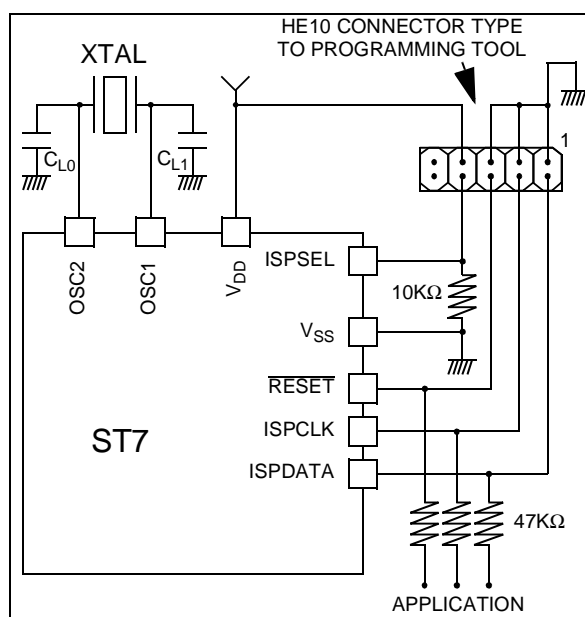 HE10 CONNECTOR TYPE
TO PROGRAMMING TOOL
XTAL
1
CL0
CL1
OSC2
OSC1
VDD
ISPSEL
10KΩ
VSS
RESET
ISPCLK
ST7
ISPDATA
47KΩ
APPLICATION